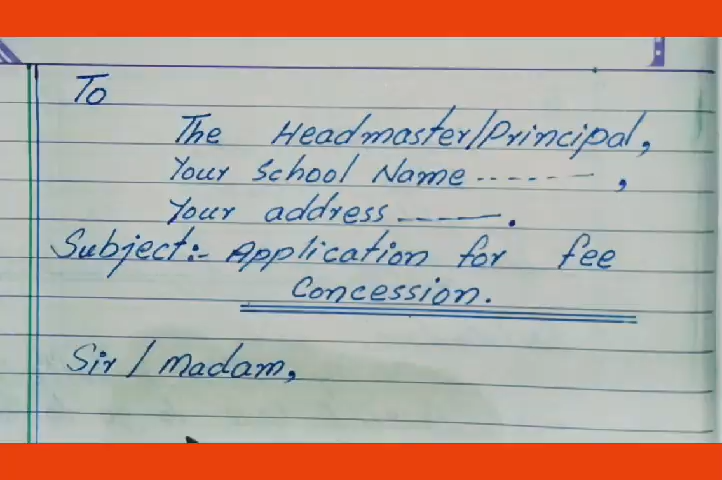 To
The Headmaster/Principal,
Your School Name -------,
Your address -----.
Subject:- Application for fee
Concession.
Sir / Madam,